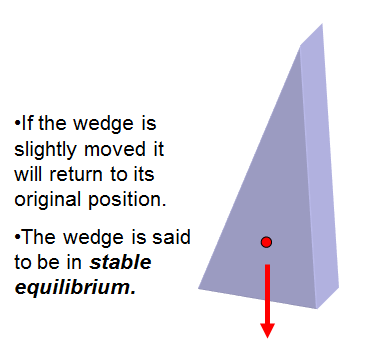 •If the wedge is
slightly moved it
will return to its
original position.
•The wedge is said
to be in stable
equilibrium.